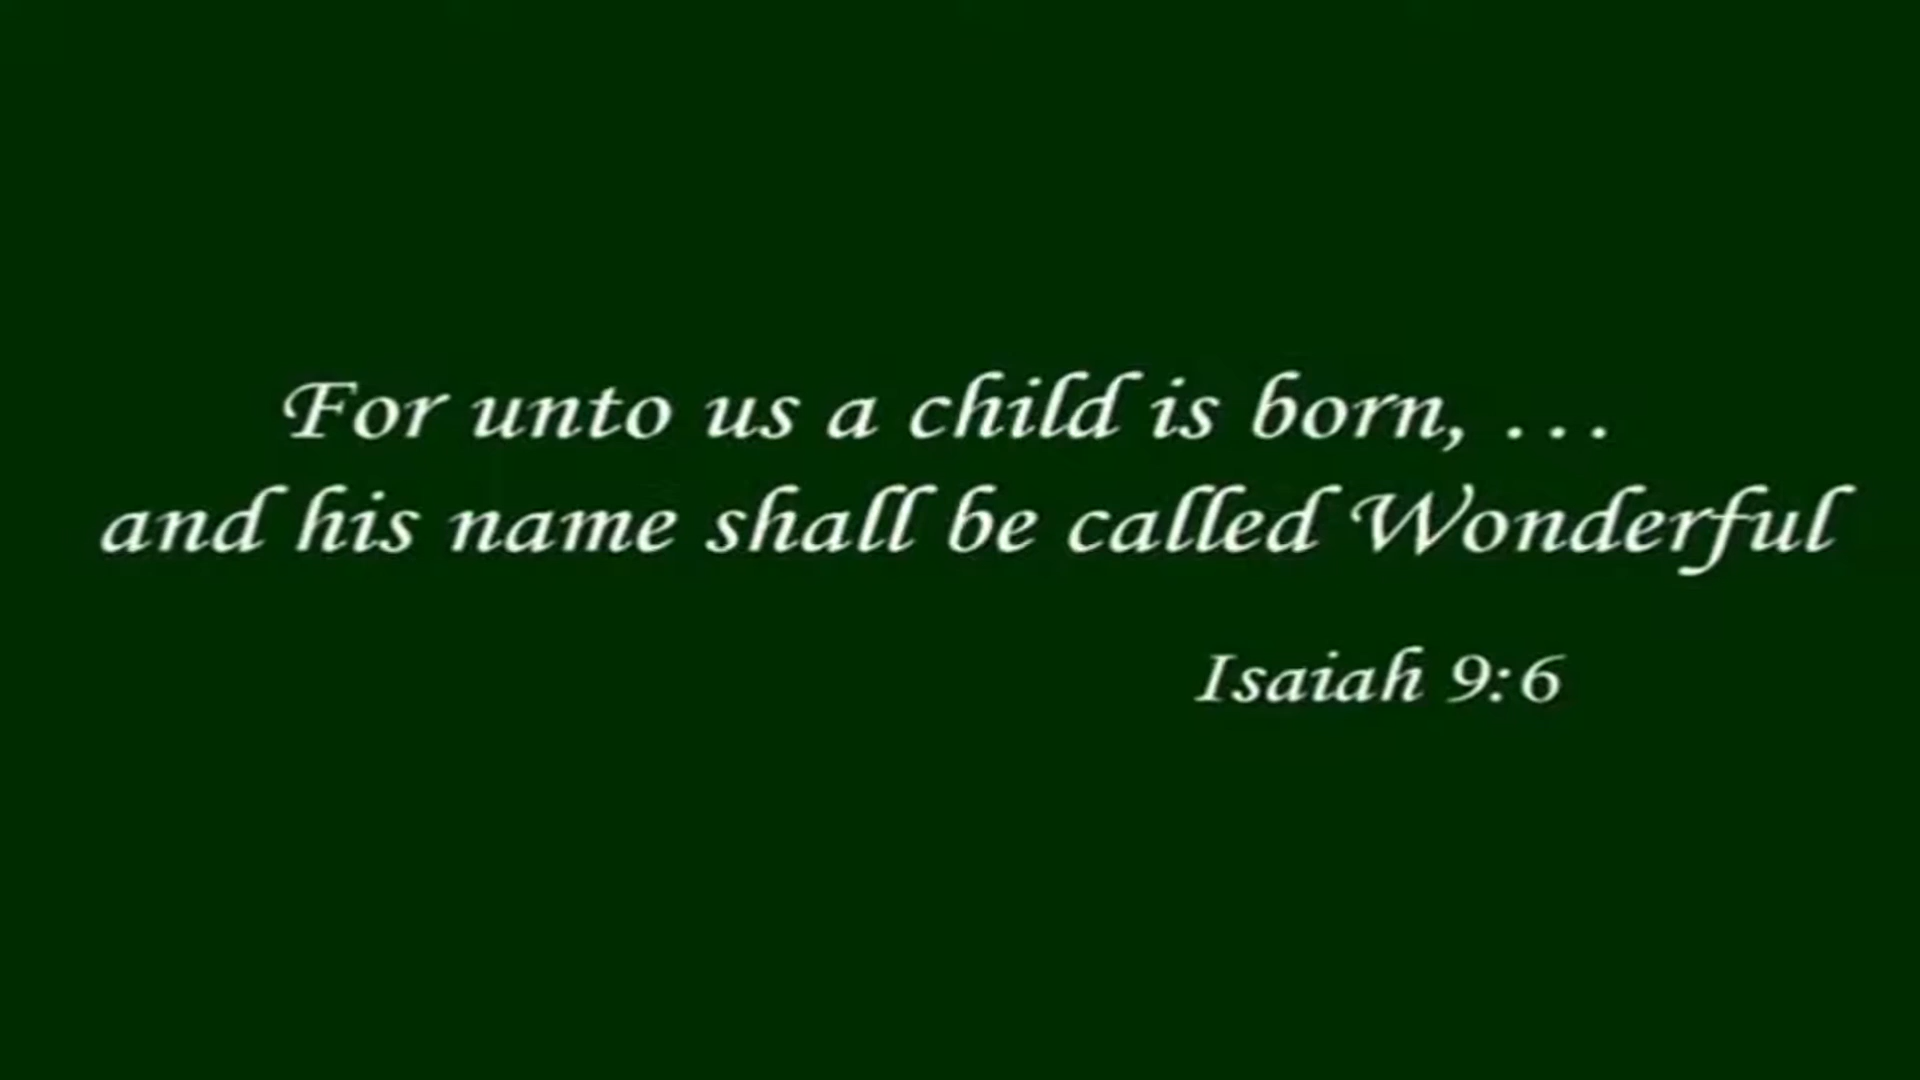 For unto us a child is born, ...
and his name shall be called Wonderful
Isaiah 9:6